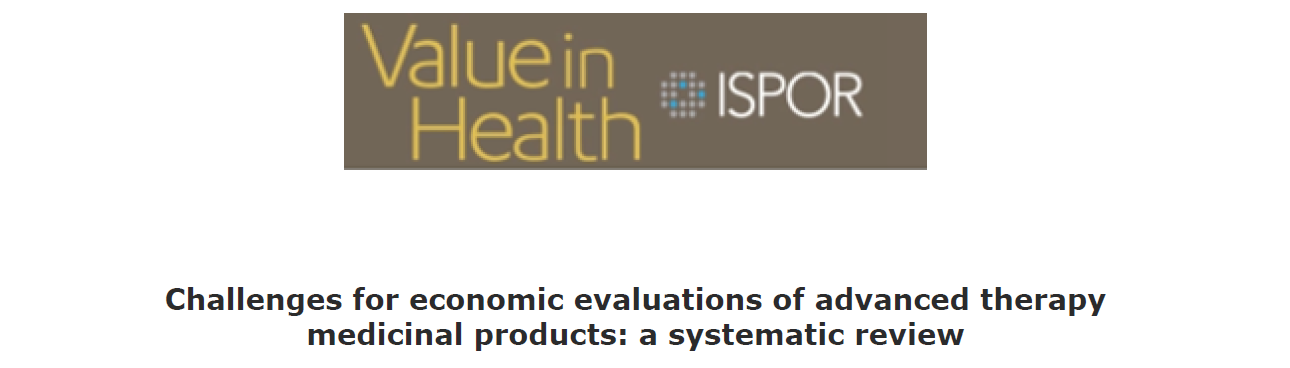 Value in
Health
ISPOR
Challenges for economic evaluations of advanced therapy
medicinal products: a systematic review